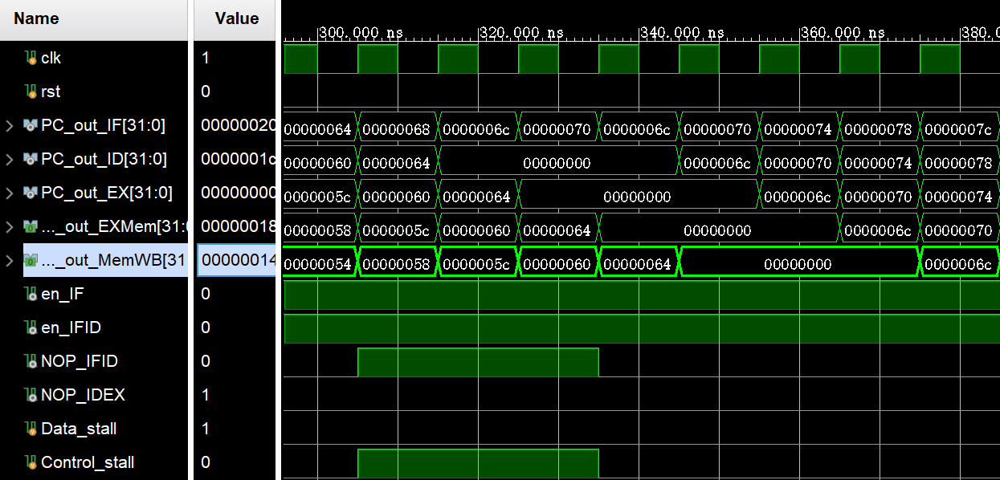 Name Value 300.000 ns 320.000 ns 340.000 ns 360.000 ns 380.0
clk 1
rst 0
PC_out_IF[31:0] 00000020 00000064 00000068 0000006c 00000070 0000006c 00000070 00000074 00000078 0000007c
PC_out_ID[31:0] 0000001c 00000060 00000064 00000000 0000006c 00000070 00000074 00000078
PC_out_EX[31:0] 00000000 0000005c 00000060 00000064 00000000 0000006c 00000070 00000074
..._out_EXMem[31:0 00000018 00000058 0000005c 00000060 00000064 00000000 0000006c 00000070
..._out_MemWB[31 00000014 00000054 00000058 0000005c 00000060 00000064 00000000 0000006c
en_IF 0
en_IFID 0
NOP_IFID 0
NOP_IDEX 1
Data_stall 1
Control_stall 0